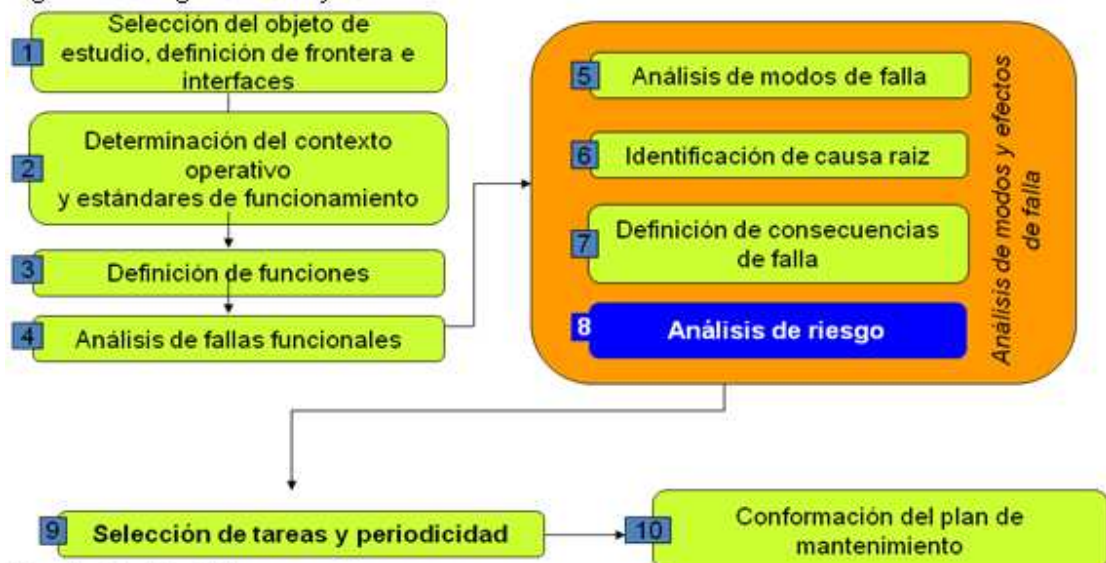 1
Selección del objeto de
estudio, definición de frontera e
interfaces
2
Determinación del contexto
operativo
y estándares de funcionamiento
3
Definición de funciones
4
Análisis de fallas funcionales
5
Análisis de modos de falla
6
Identificación de causa raiz
7
Definición de consecuencias
de falla
8
Análisis de riesgo
Análisis de modos y efectos
de falla
9
Selección de tareas y periodicidad
10
Conformación del plan de
mantenimiento